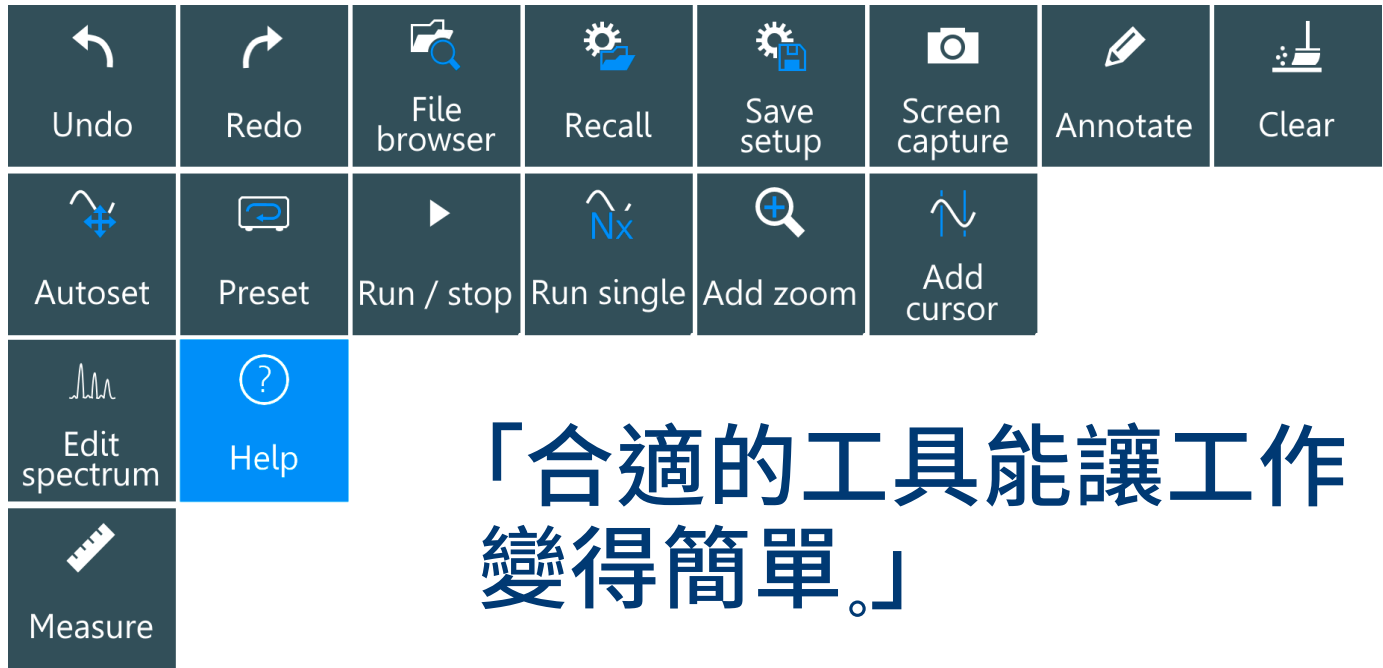 Undo
Redo
File
browser
Recall
Save
setup
Screen
capture
Annotate
Clear
Autoset
Preset
Run / stop
Nx
Run single
Add zoom
Add
cursor
Edit
spectrum
?
Help
Measure
「合適的工具能讓工作
變得簡單。」